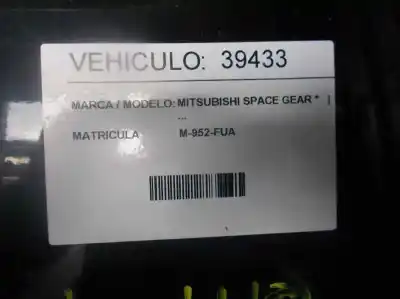 VEHICULO: 39433
MARCA / MODELO: MITSUBISHI SPACE GEAR * |
...
MATRICULA: M-952-FUA